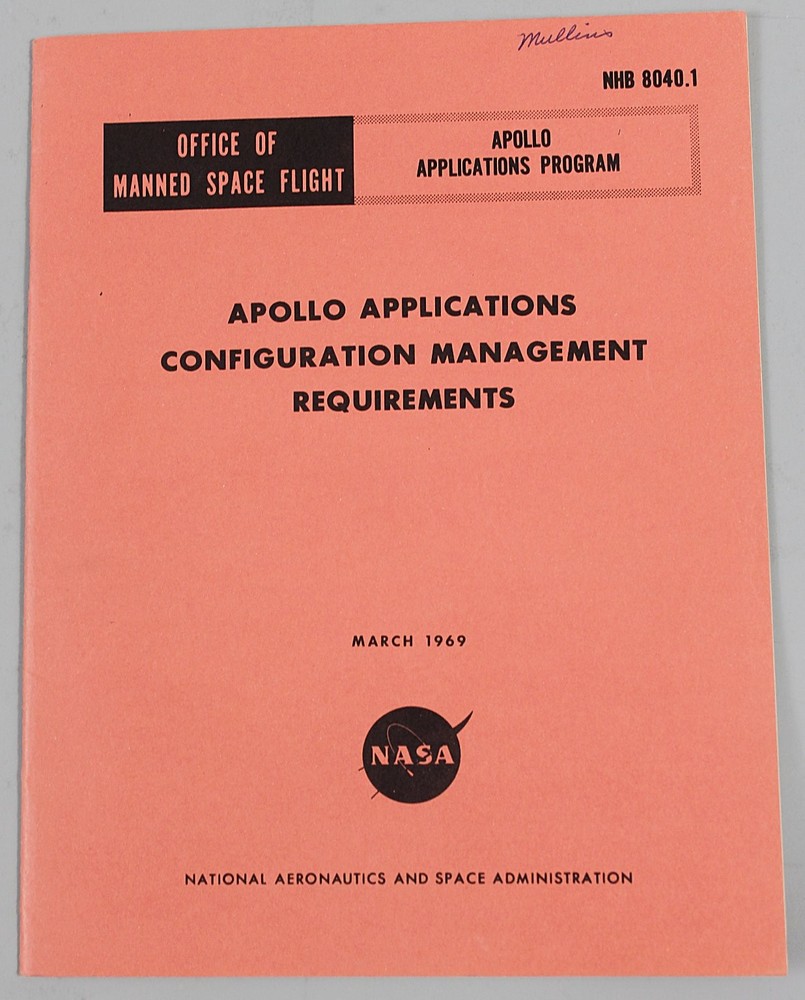 Mullins
NHB 8040.1
OFFICE OF
MANNED SPACE FLIGHT
APOLLO
APPLICATIONS PROGRAM
APOLLO APPLICATIONS
CONFIGURATION MANAGEMENT
REQUIREMENTS
MARCH 1969
NASA
NATIONAL AERONAUTICS AND SPACE ADMINISTRATION